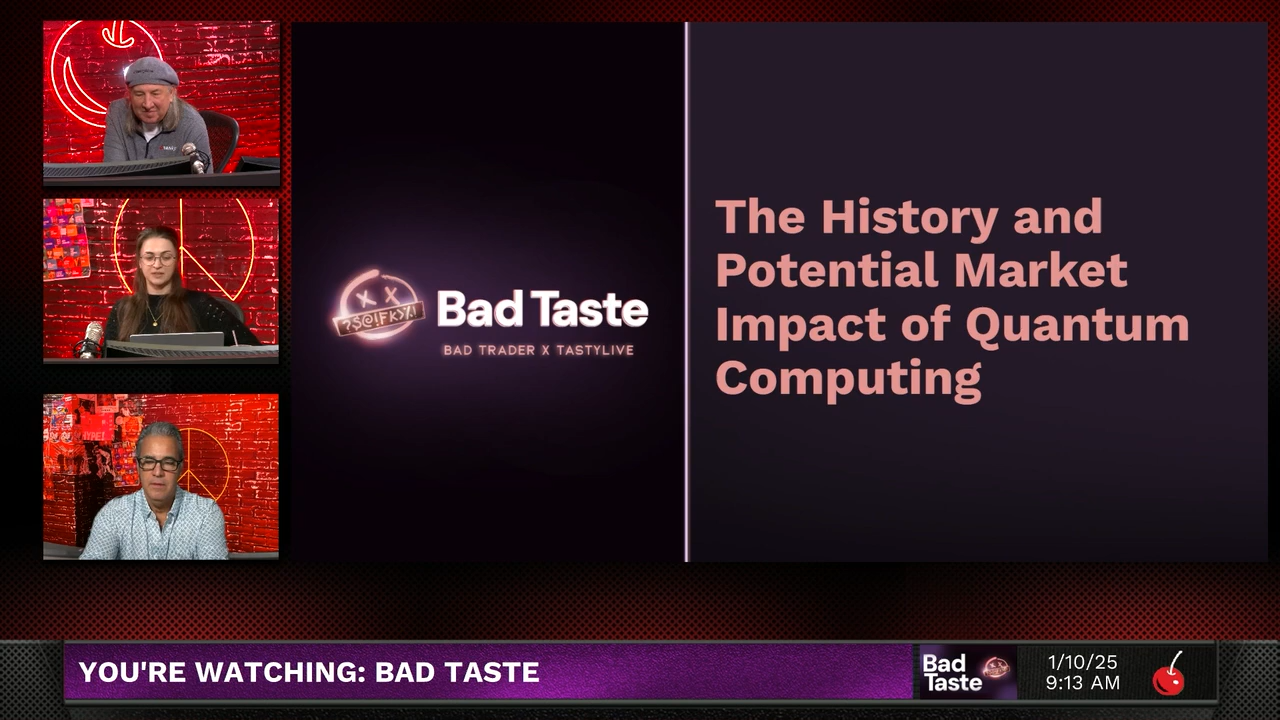 ?$@!FK>%!
Bad Taste
BAD TRADER X TASTYLIVE
The History and
Potential Market
Impact of Quantum
Computing
YOU'RE WATCHING: BAD TASTE
Bad
Taste
1/10/25
9:13 AM